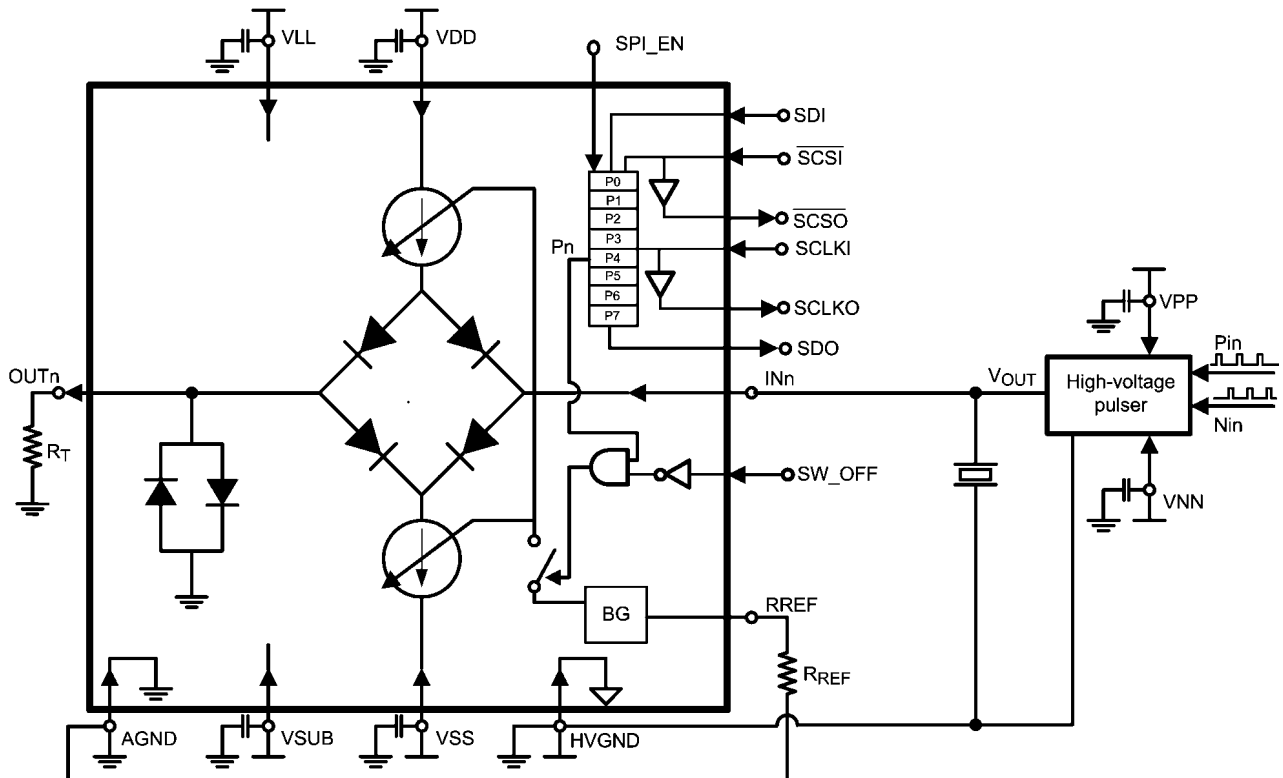 VLL
VDD
SPI_EN
SDI
SCSI
P0
P1
P2
SCSO
P3
Pn
SCLKI
P4
P5
P6
SCLKO
P7
SDO
VPP
Pin
OUTn
INn
VOUT
High-voltage
pulser
Nin
RT
SW_OFF
VNN
BG
RREF
RREF
AGND
VSUB
VSS
HVGND